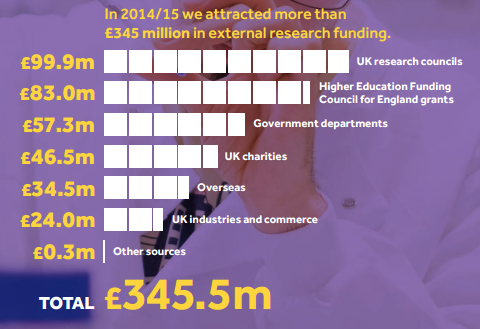 In 2014/15 we attracted more than
£345 million in external research funding.
£99.9m UK research councils
£83.0m Higher Education Funding
Council for England grants
£57.3m Government departments
£46.5m UK charities
£34.5m Overseas
£24.0m UK industries and commerce
£0.3m Other sources
TOTAL £345.5m